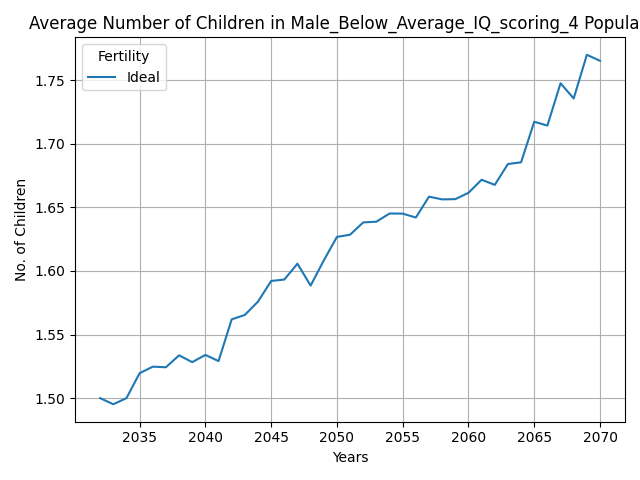 Average Number of Children in Male_Below_Average_IQ_scoring_4 Popula
Fertility
Ideal
No. of Children
1.75
1.70
1.65
1.60
1.55
1.50
2035 2040 2045 2050 2055 2060 2065 2070
Years